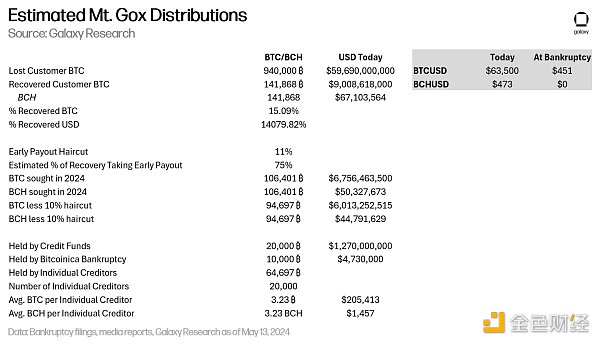 Estimated Mt. Gox Distributions
Source: Galaxy Research
galaxy
BTC/BCH USD Today
Today At Bankruptcy
Lost Customer BTC 940,000 ₿ $59,690,000,000
BTCUSD $63,500 $451
Recovered Customer BTC 141,868 ₿ $9,008,618,000
BCHUSD $473 $0
BCH 141,868 $67,103,564
% Recovered BTC 15.09%
% Recovered USD 14079.82%
Early Payout Haircut 11%
Estimated % of Recovery Taking Early Payout 75%
BTC sought in 2024 106,401 ₿ $6,756,463,500
BCH sought in 2024 106,401 ₿ $50,327,673
BTC less 10% haircut 94,697 ₿ $6,013,252,515
BCH less 10% haircut 94,697 ₿ $44,791,629
Held by Credit Funds 20,000 ₿ $1,270,000,000
Held by Bitcoinica Bankruptcy 10,000 ₿ $4,730,000
Held by Individual Creditors 64,697 ₿
Number of Individual Creditors 20,000
Avg. BTC per Individual Creditor 3.23 ₿ $205,413
Avg. BCH per Individual Creditor 3.23 BCH $1,457
Data: Bankruptcy filings, media reports, Galaxy Research as of May 13, 2024
金色财经